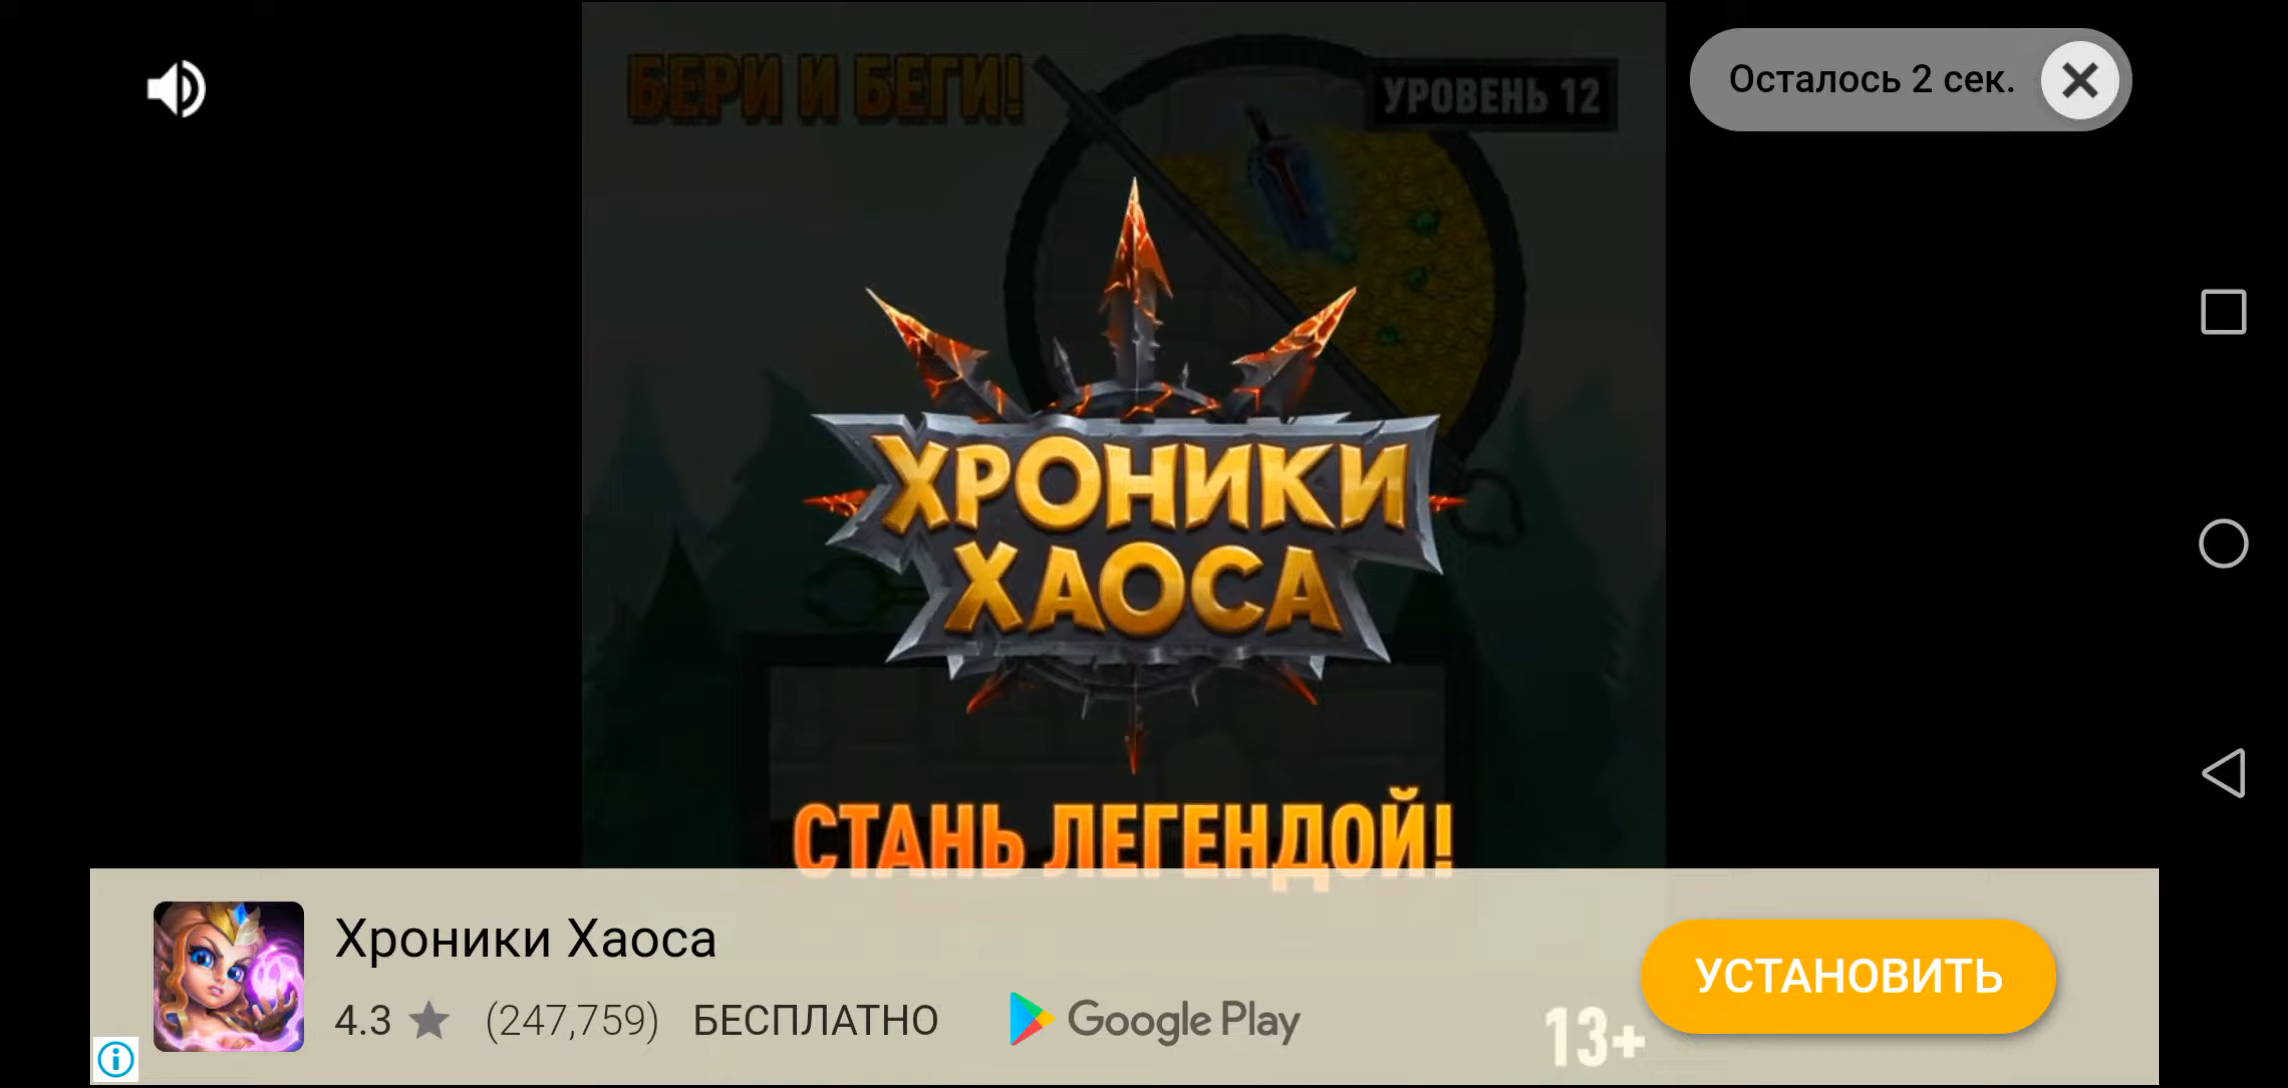 БЕРИ И БЕГИ!
УРОВЕНЬ 12
Осталось 2 сек.
ХРОНИКИ
ХАОСА
СТАНЬ ЛЕГЕНДОЙ!
Хроники Хаоса
4.3 ★ (247,759) БЕСПЛАТНО Google Play
13+
УСТАНОВИТЬ